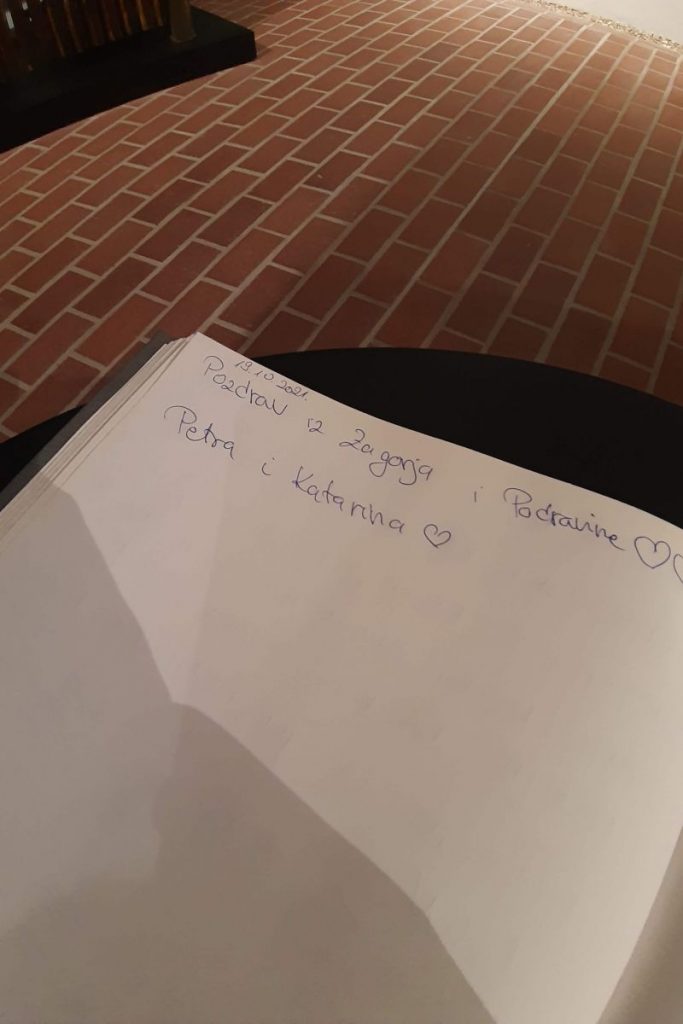 19.10.2021.
Pozdrav iz Zagorja i Podravine ♡♡
Petra i Katarina ♡